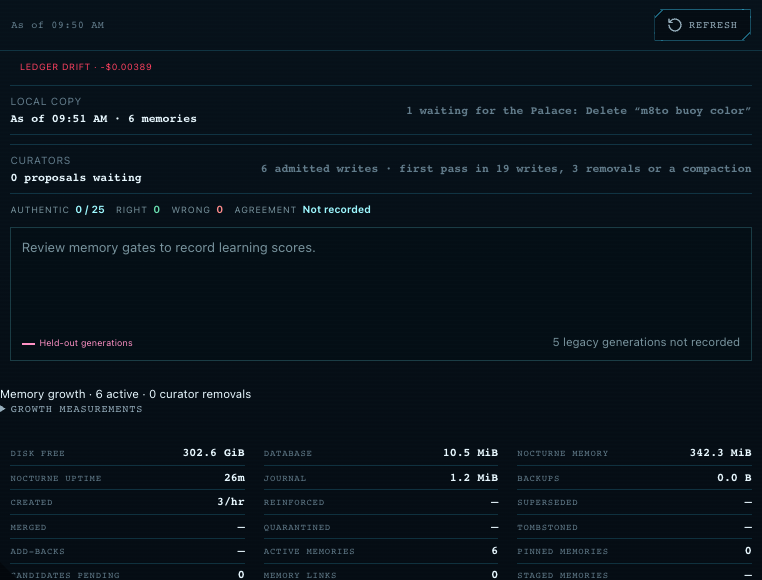 As of 09:50 AM
REFRESH
LEDGER DRIFT · -$0.00389
LOCAL COPY
As of 09:51 AM · 6 memories
1 waiting for the Palace: Delete “m8to buoy color”
CURATORS
0 proposals waiting
6 admitted writes · first pass in 19 writes, 3 removals or a compaction
AUTHENTIC 0 / 25 RIGHT 0 WRONG 0 AGREEMENT Not recorded
Review memory gates to record learning scores.
Held-out generations
5 legacy generations not recorded
Memory growth · 6 active · 0 curator removals
GROWTH MEASUREMENTS
DISK FREE 302.6 GiB DATABASE 10.5 MiB NOCTURNE MEMORY 342.3 MiB
NOCTURNE UPTIME 26m JOURNAL 1.2 MiB BACKUPS 0.0 B
CREATED 3/hr REINFORCED — SUPERSEDED —
MERGED — QUARANTINED — TOMBSTONED —
ADD-BACKS — ACTIVE MEMORIES 6 PINNED MEMORIES 0
CANDIDATES PENDING 0 MEMORY LINKS 0 STAGED MEMORIES —